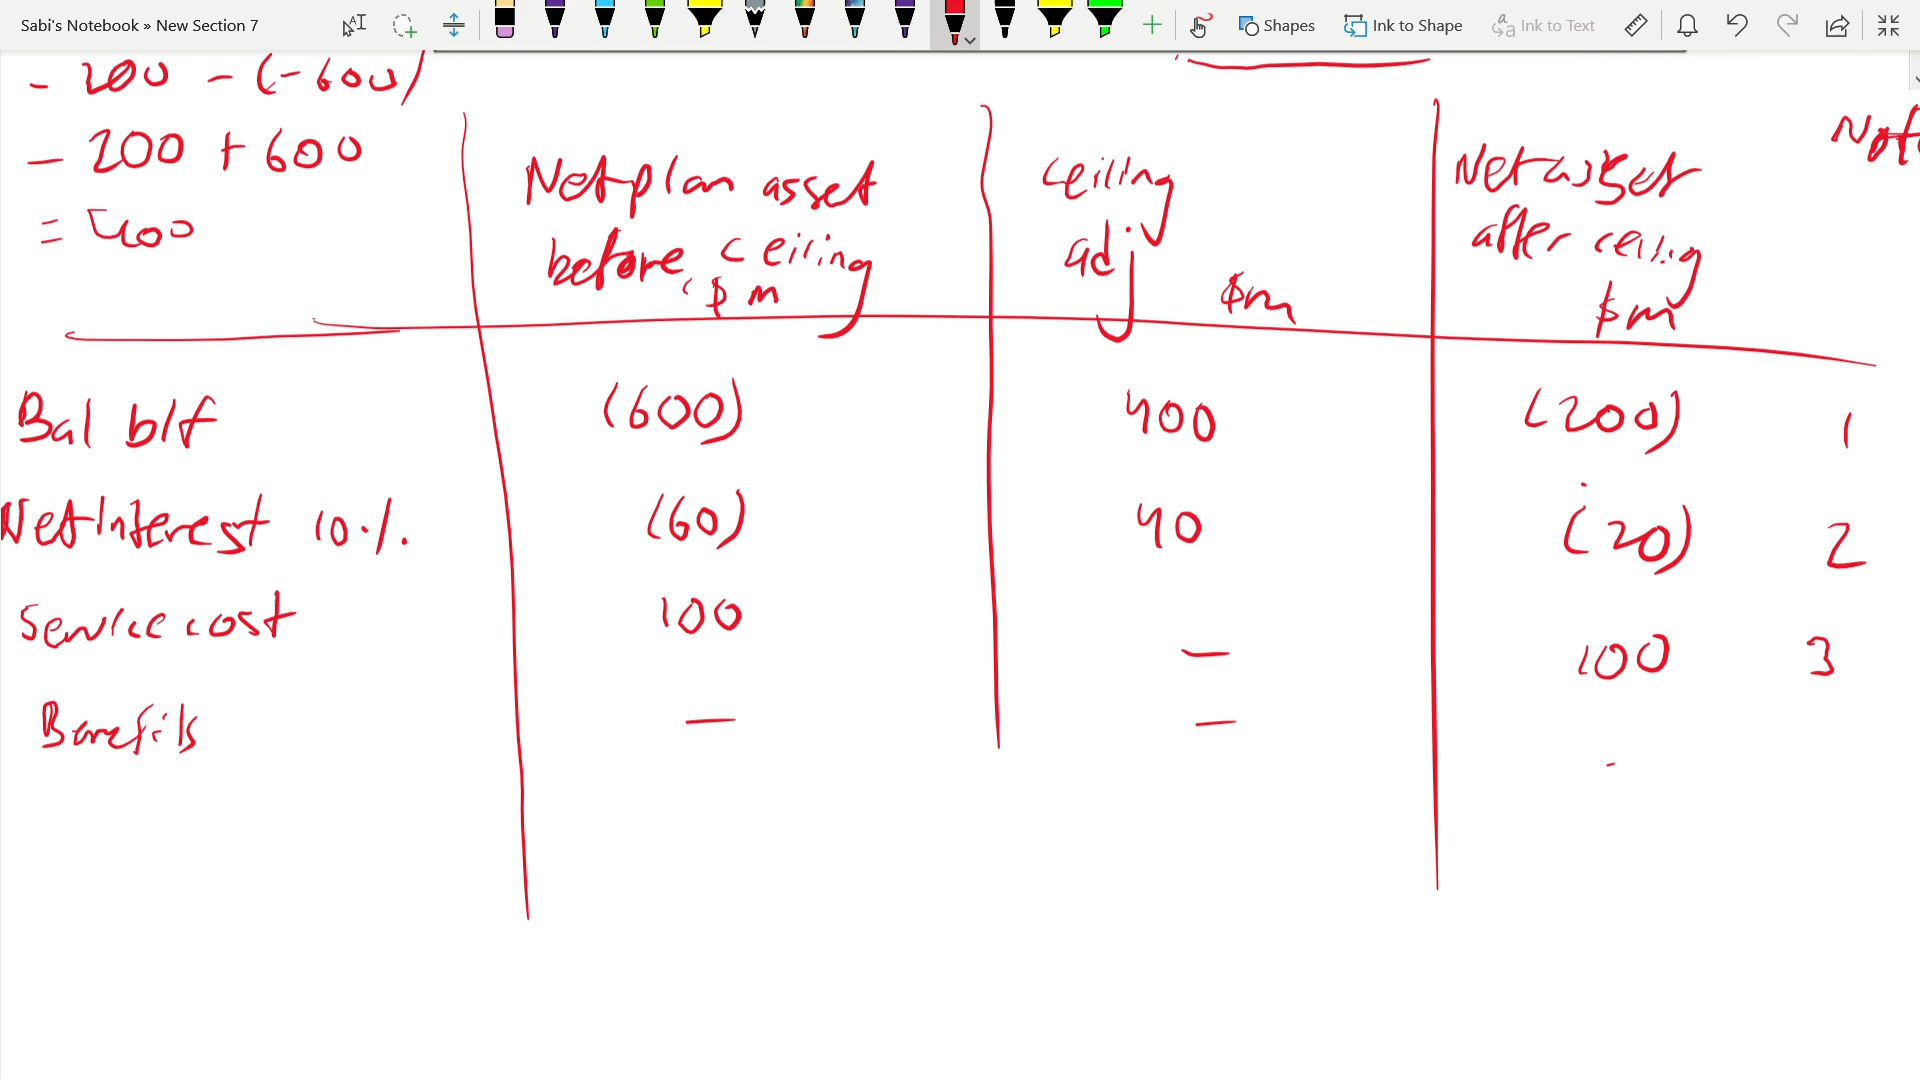 Sabi's Notebook » New Section 7
Shapes Ink to Shape Ink to Text
- 200 - (-600)
- 200 + 600
= 400
Net plan asset before ceiling $m
ceiling adj $m
Net asset after ceiling $m
Not
Bal b/f (600) 400 (200) 1
Net interest 10% (60) 40 (20) 2
Service cost 100 - 100 3
Benefits - - -